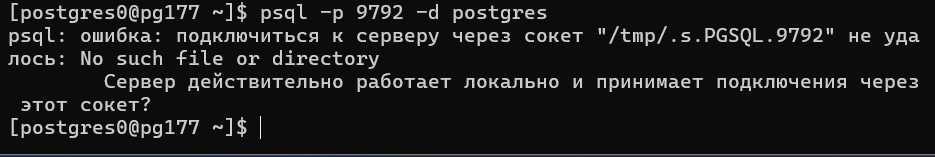 [postgres0@pg177 ~]$ psql -p 9792 -d postgres
psql: ошибка: подключиться к серверу через сокет "/tmp/.s.PGSQL.9792" не уда
лось: No such file or directory
        Сервер действительно работает локально и принимает подключения через
 этот сокет?
[postgres0@pg177 ~]$